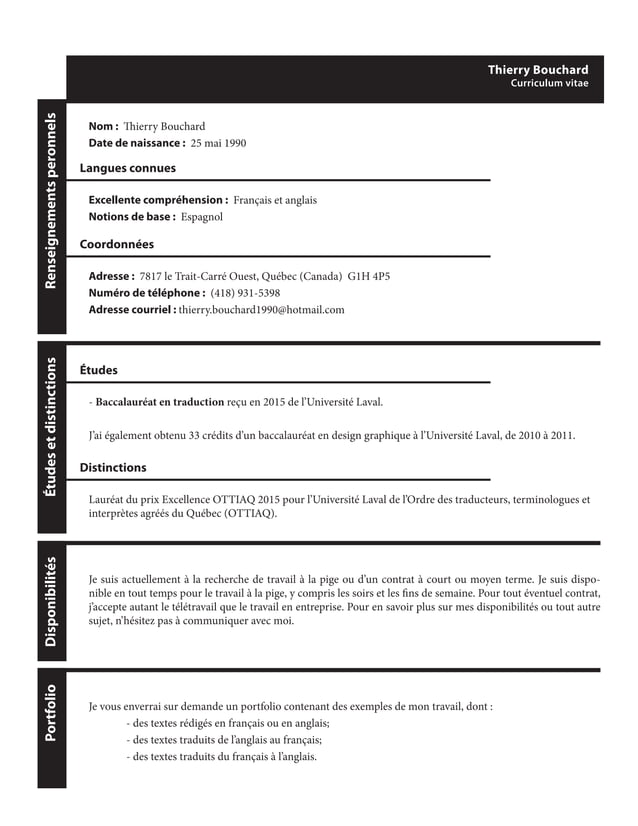 Thierry Bouchard
Curriculum vitae
Renseignements peronnels
Nom : Thierry Bouchard
Date de naissance : 25 mai 1990
Langues connues
Excellente compréhension : Français et anglais
Notions de base : Espagnol
Coordonnées
Adresse : 7817 le Trait-Carré Ouest, Québec (Canada) G1H 4P5
Numéro de téléphone : (418) 931-5398
Adresse courriel : thierry.bouchard1990@hotmail.com
Études et distinctions
Études
- Baccalauréat en traduction reçu en 2015 de l'Université Laval.
J'ai également obtenu 33 crédits d'un baccalauréat en design graphique à l'Université Laval, de 2010 à 2011.
Distinctions
Lauréat du prix Excellence OTTIAQ 2015 pour l'Université Laval de l'Ordre des traducteurs, terminologues et
interprètes agréés du Québec (OTTIAQ).
Disponibilités
Je suis actuellement à la recherche de travail à la pige ou d'un contrat à court ou moyen terme. Je suis dispo-
nible en tout temps pour le travail à la pige, y compris les soirs et les fins de semaine. Pour tout éventuel contrat,
j'accepte autant le télétravail que le travail en entreprise. Pour en savoir plus sur mes disponibilités ou tout autre
sujet, n'hésitez pas à communiquer avec moi.
Portfolio
Je vous enverrai sur demande un portfolio contenant des exemples de mon travail, dont :
- des textes rédigés en français ou en anglais;
- des textes traduits de l'anglais au français;
- des textes traduits du français à l'anglais.